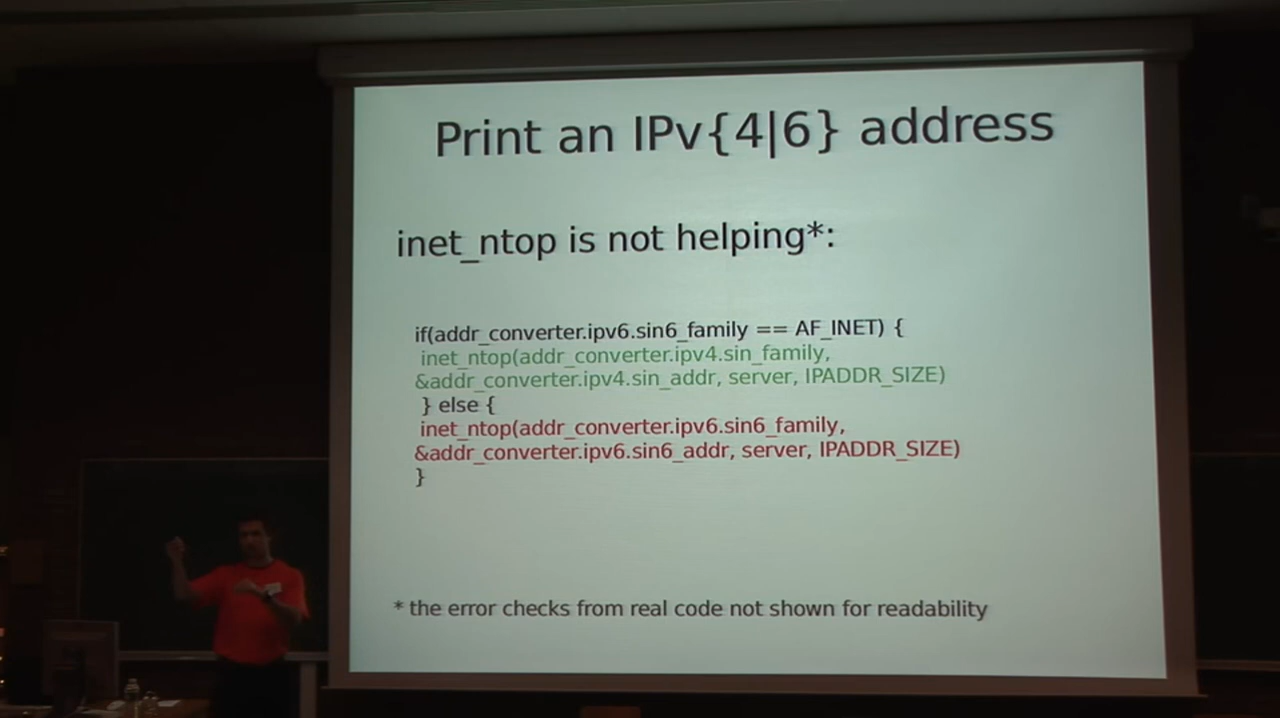 Print an IPv{4|6} address
inet_ntop is not helping*:
if(addr_converter.ipv6.sin6_family == AF_INET) {
inet_ntop(addr_converter.ipv4.sin_family,
&addr_converter.ipv4.sin_addr, server, IPADDR_SIZE)
} else {
inet_ntop(addr_converter.ipv6.sin6_family,
&addr_converter.ipv6.sin6_addr, server, IPADDR_SIZE)
}
* the error checks from real code not shown for readability